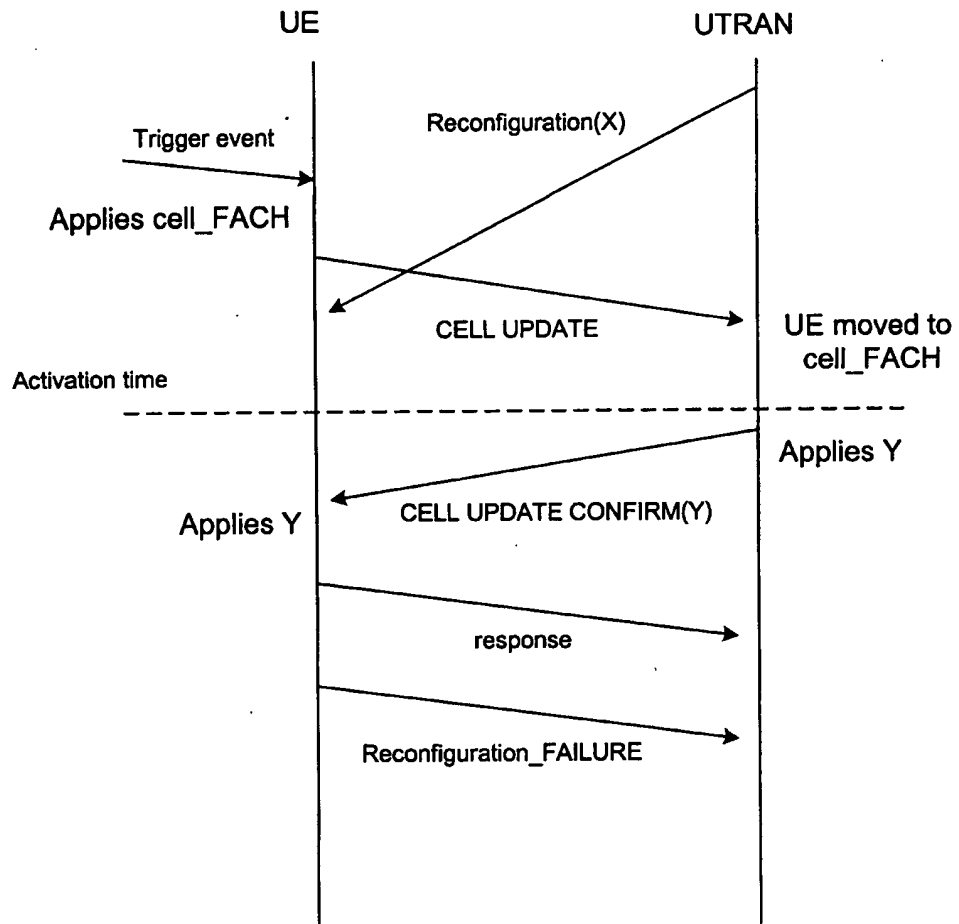 UE
UTRAN
Reconfiguration(X)
Trigger event
Applies cell_FACH
CELL UPDATE
UE moved to
cell_FACH
Activation time
Applies Y
CELL UPDATE CONFIRM(Y)
Applies Y
response
Reconfiguration_FAILURE